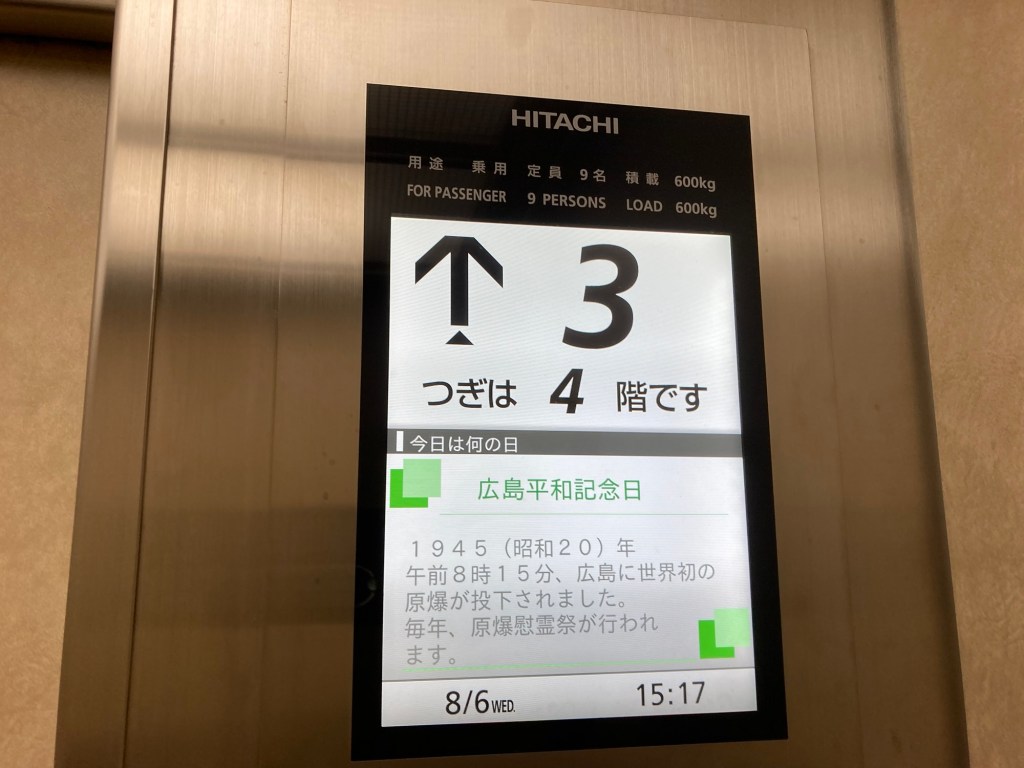 HITACHI
用途 乗用 定員 9名 積載 600kg
FOR PASSENGER 9 PERSONS LOAD 600kg
3
つぎは 4 階です
今日は何の日
広島平和記念日
1945(昭和20)年
午前8時15分、広島に世界初の
原爆が投下されました。
毎年、原爆慰霊祭が行われ
ます。
8/6 WED. 15:17